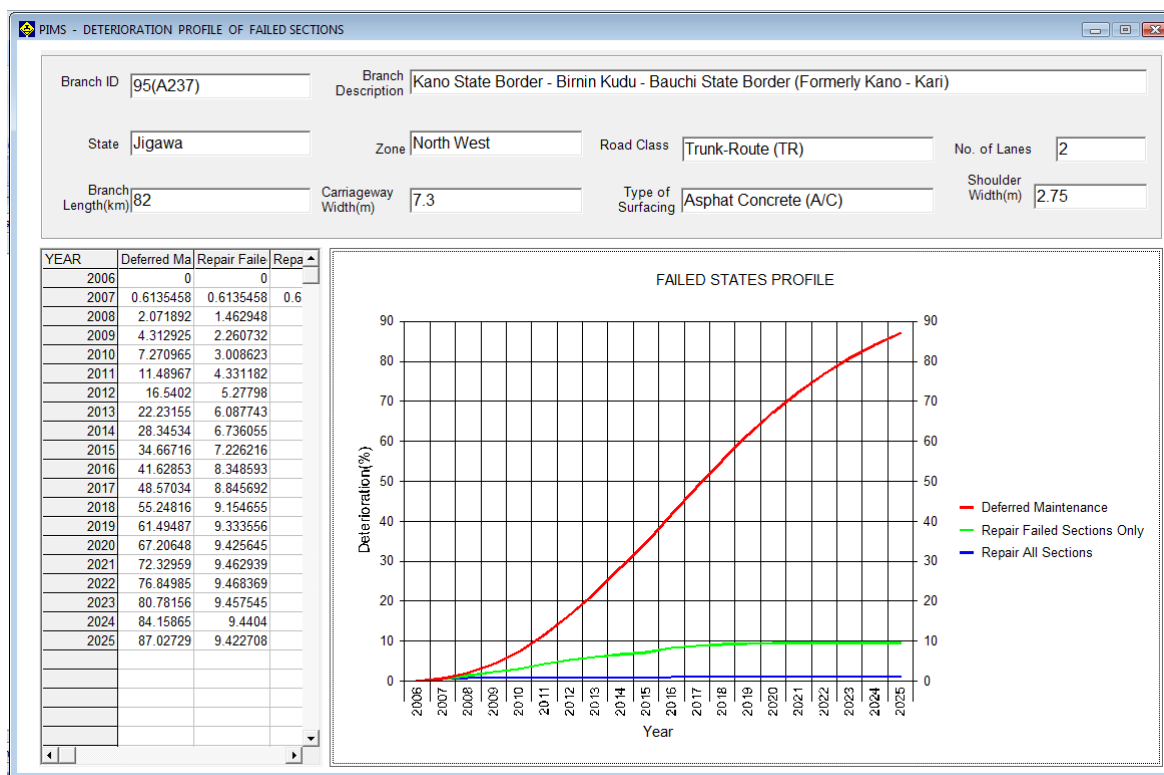 PIMS - DETERIORATION PROFILE OF FAILED SECTIONS
Branch ID 95(A237) Branch Description Kano State Border - Birnin Kudu - Bauchi State Border (Formerly Kano - Kari)
State Jigawa Zone North West Road Class Trunk-Route (TR) No. of Lanes 2
Branch Length(km) 82 Carriageway Width(m) 7.3 Type of Surfacing Asphat Concrete (A/C) Shoulder Width(m) 2.75
YEAR Deferred Ma Repair Faile Repa
2006 0 0
2007 0.6135458 0.6135458 0.6
2008 2.071892 1.462948
2009 4.312925 2.260732
2010 7.270965 3.008623
2011 11.48967 4.331182
2012 16.5402 5.27798
2013 22.23155 6.087743
2014 28.34534 6.736055
2015 34.66716 7.226216
2016 41.62853 8.348593
2017 48.57034 8.845692
2018 55.24816 9.154655
2019 61.49487 9.333556
2020 67.20648 9.425645
2021 72.32959 9.462939
2022 76.84985 9.468369
2023 80.78156 9.457545
2024 84.15865 9.4404
2025 87.02729 9.422708
FAILED STATES PROFILE
Deterioration(%)
90 90
80 80
70 70
60 60
50 50
40 40
30 30
20 20
10 10
0 0
2006 2007 2008 2009 2010 2011 2012 2013 2014 2015 2016 2017 2018 2019 2020 2021 2022 2023 2024 2025
Year
Deferred Maintenance
Repair Failed Sections Only
Repair All Sections